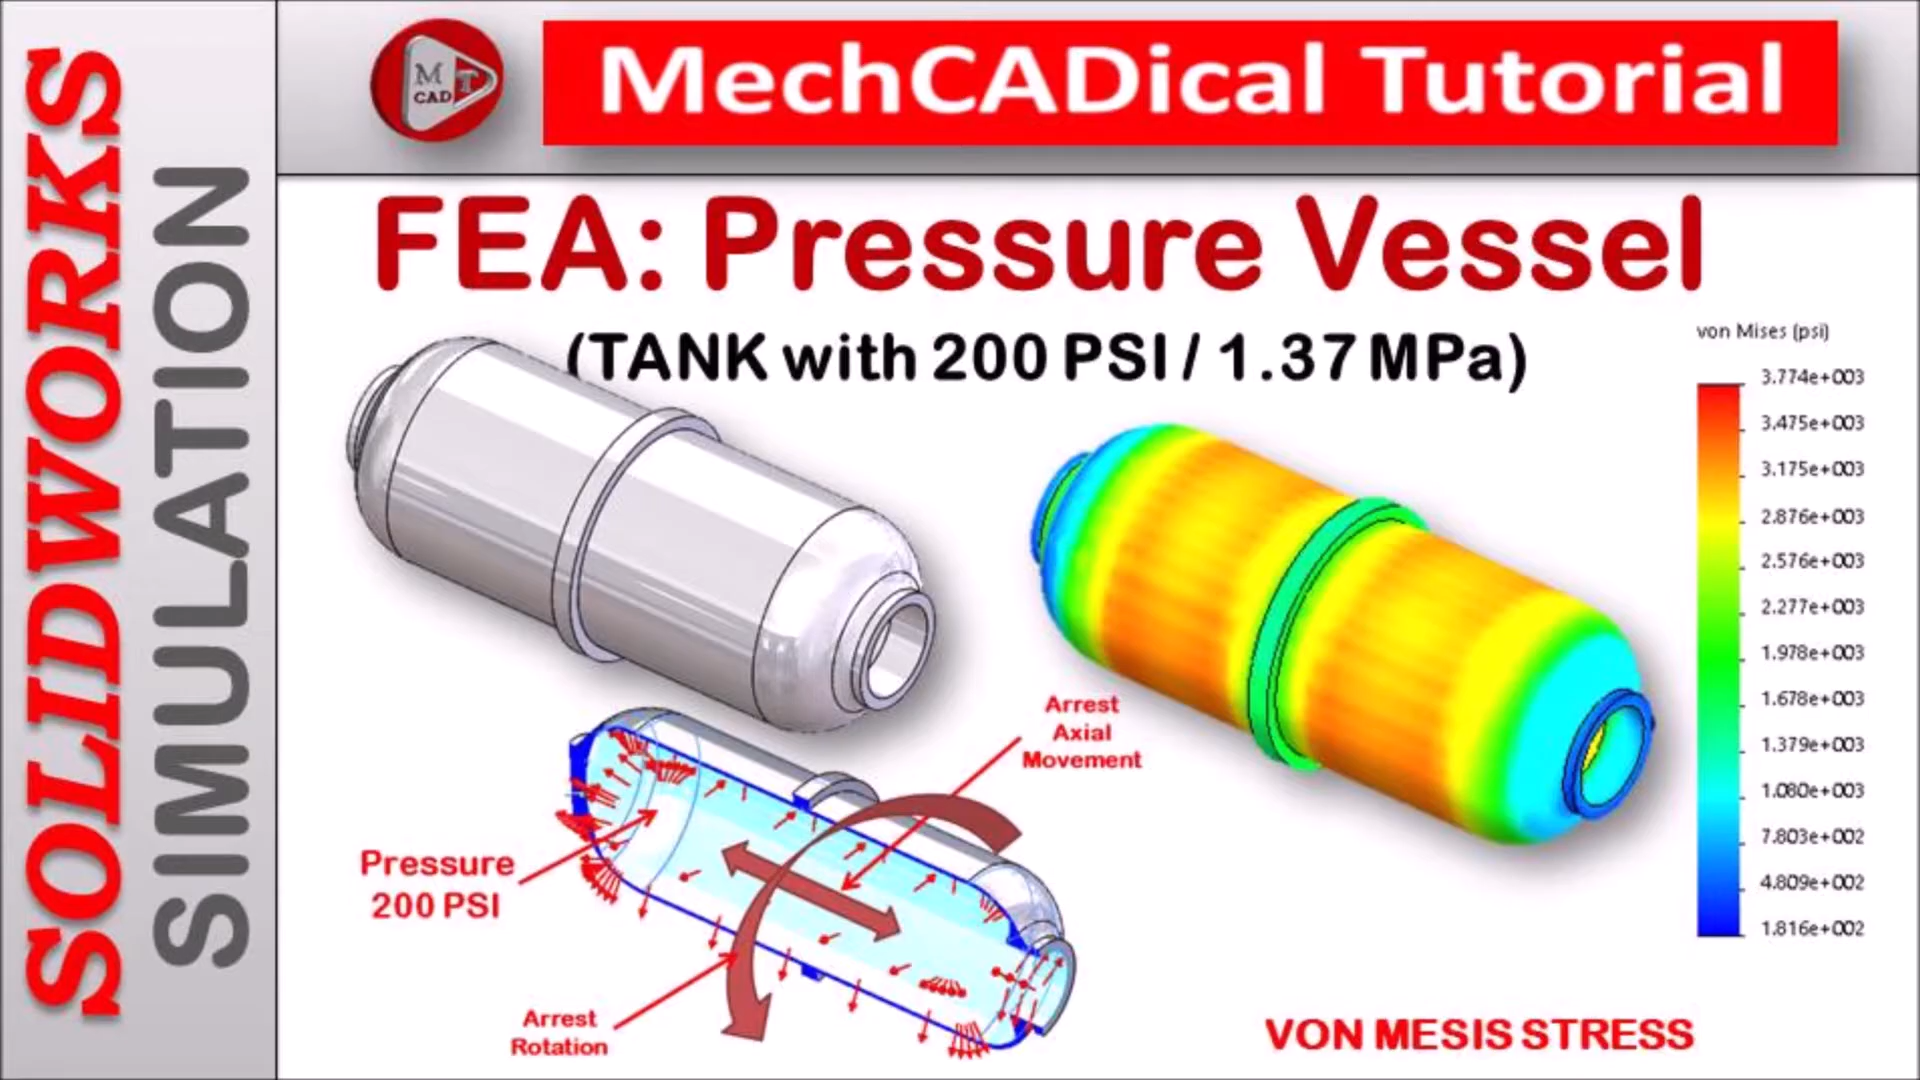 SOLIDWORKS
SIMULATION
M T
CAD
MechCADical Tutorial
FEA: Pressure Vessel
(TANK with 200 PSI / 1.37 MPa)
von Mises (psi)
3.774e+003
3.475e+003
3.175e+003
2.876e+003
2.576e+003
2.277e+003
1.978e+003
1.678e+003
1.379e+003
1.080e+003
7.803e+002
4.809e+002
1.816e+002
Arrest
Axial
Movement
Pressure
200 PSI
Arrest
Rotation
VON MESIS STRESS